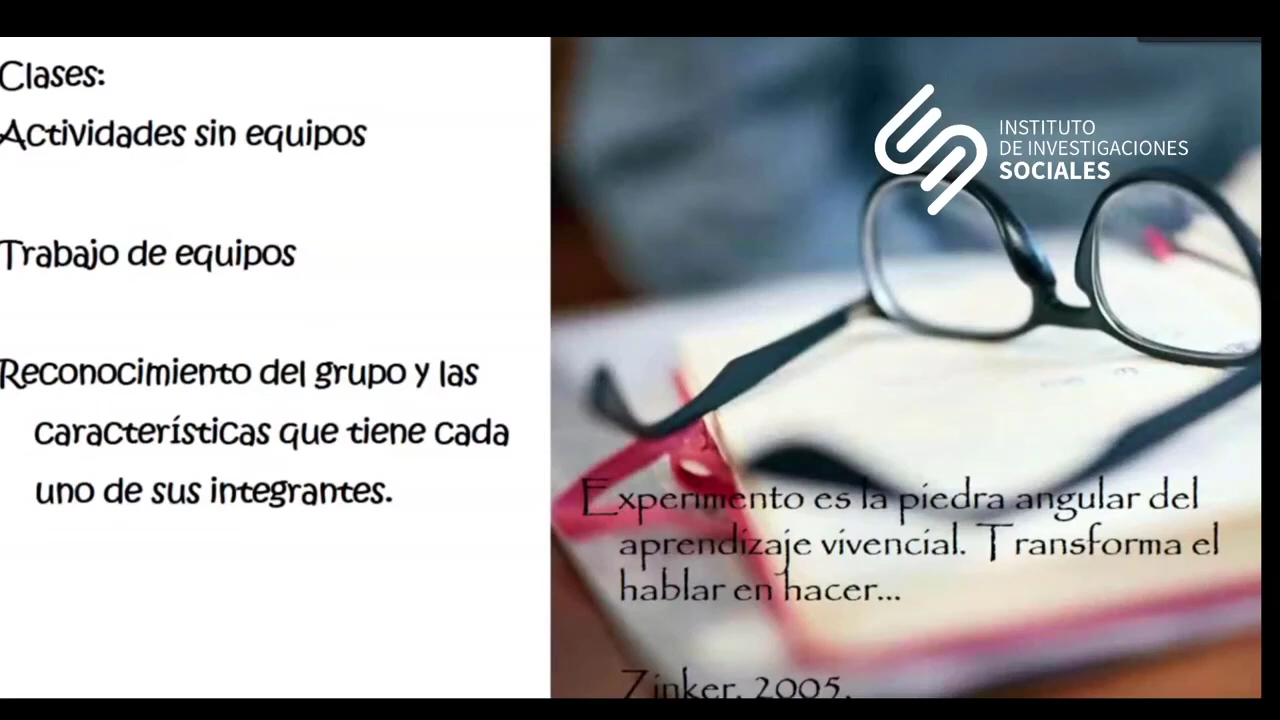 Clases:
Actividades sin equipos
Trabajo de equipos
Reconocimiento del grupo y las
características que tiene cada
uno de sus integrantes.
INSTITUTO
DE INVESTIGACIONES
SOCIALES
Experimento es la piedra angular del
aprendizaje vivencial. Transforma el
hablar en hacer...
Zinker, 2005.